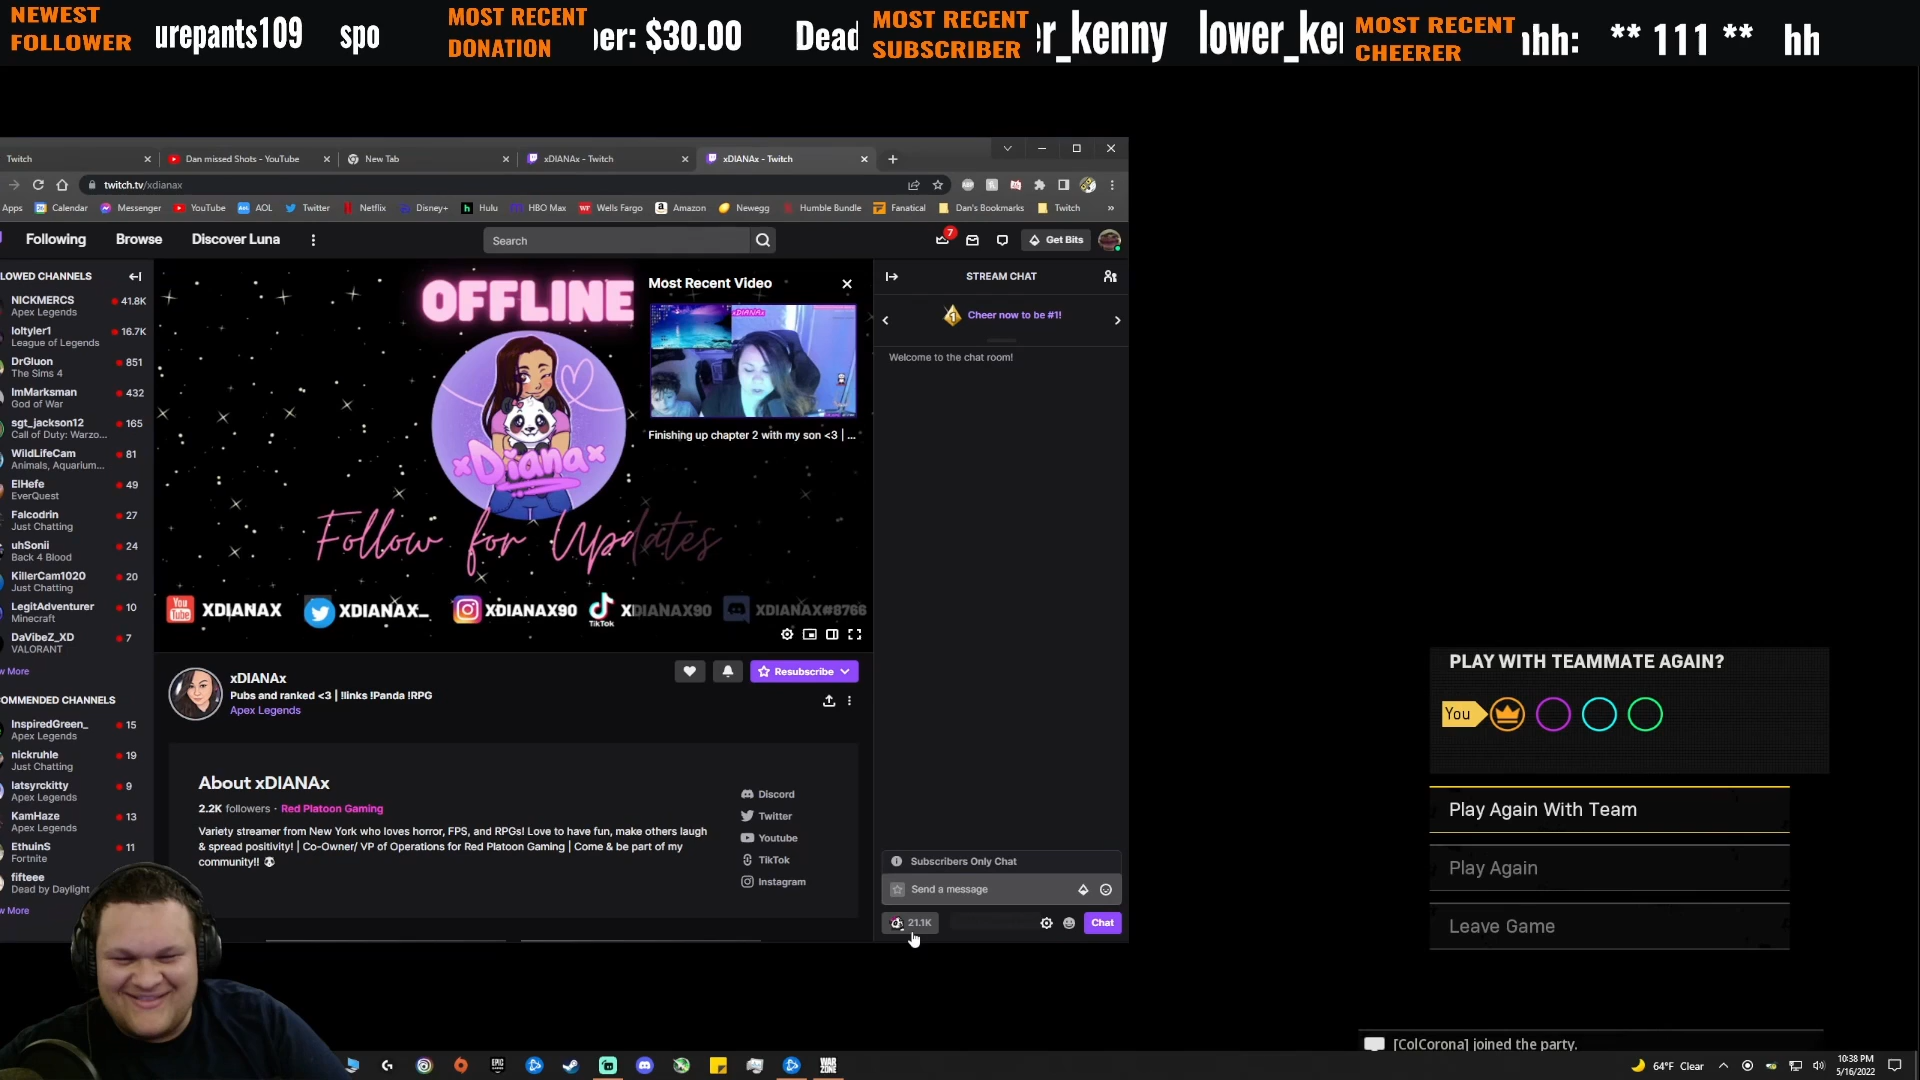 NEWEST
FOLLOWER
urepants109 spo
MOST RECENT
DONATION
er: $30.00 Dead
MOST RECENT
SUBSCRIBER
r_kenny lower_ke
MOST RECENT
CHEERER
hh: ** 111 ** hh
Twitch
Dan missed Shots - YouTube
New Tab
xDIANAx - Twitch
xDIANAx - Twitch
twitch.tv/xdianax
Apps Calendar Messenger YouTube AOL Twitter Netflix Disney+ Hulu HBO Max Wells Fargo Amazon Newegg Humble Bundle Fanatical Dan's Bookmarks Twitch »
Following Browse Discover Luna
Search
7
Get Bits
LOWED CHANNELS
NICKMERCS 41.8K
Apex Legends
loltyler1 16.7K
League of Legends
DrGluon 851
The Sims 4
ImMarksman 432
God of War
sgt_jackson12 165
Call of Duty: Warzo...
WildLifeCam 81
Animals, Aquarium...
ElHefe 49
EverQuest
Falcodrin 27
Just Chatting
uhSonii 24
Back 4 Blood
KillerCam1020 20
Just Chatting
LegitAdventurer 10
Minecraft
DaVibeZ_XD 7
VALORANT
w More
OMMENDED CHANNELS
InspiredGreen_ 15
Apex Legends
nickruhle 19
Just Chatting
latsyrckitty 9
Apex Legends
KamHaze 13
Apex Legends
EthuinS 11
Fortnite
fifteee
Dead by Daylight
w More
OFFLINE
xDianax
Follow for Updates
You Tube XDIANAX
XDIANAX_
XDIANAX90
TikTok
XDIANAX90
XDIANAX#8766
Most Recent Video
xDIANAx
Finishing up chapter 2 with my son <3 | ...
xDIANAx
Pubs and ranked <3 | !links !Panda !RPG
Apex Legends
Resubscribe
About xDIANAx
2.2K followers · Red Platoon Gaming
Variety streamer from New York who loves horror, FPS, and RPGs! Love to have fun, make others laugh
& spread positivity! | Co-Owner/ VP of Operations for Red Platoon Gaming | Come & be part of my
community!!
Discord
Twitter
Youtube
TikTok
Instagram
STREAM CHAT
1
Cheer now to be #1!
Welcome to the chat room!
Subscribers Only Chat
Send a message
21.1K
Chat
PLAY WITH TEAMMATE AGAIN?
You
Play Again With Team
Play Again
Leave Game
[ColCorona] joined the party.
EPIC
WAR
ZONE
64°F Clear
10:38 PM
5/16/2022